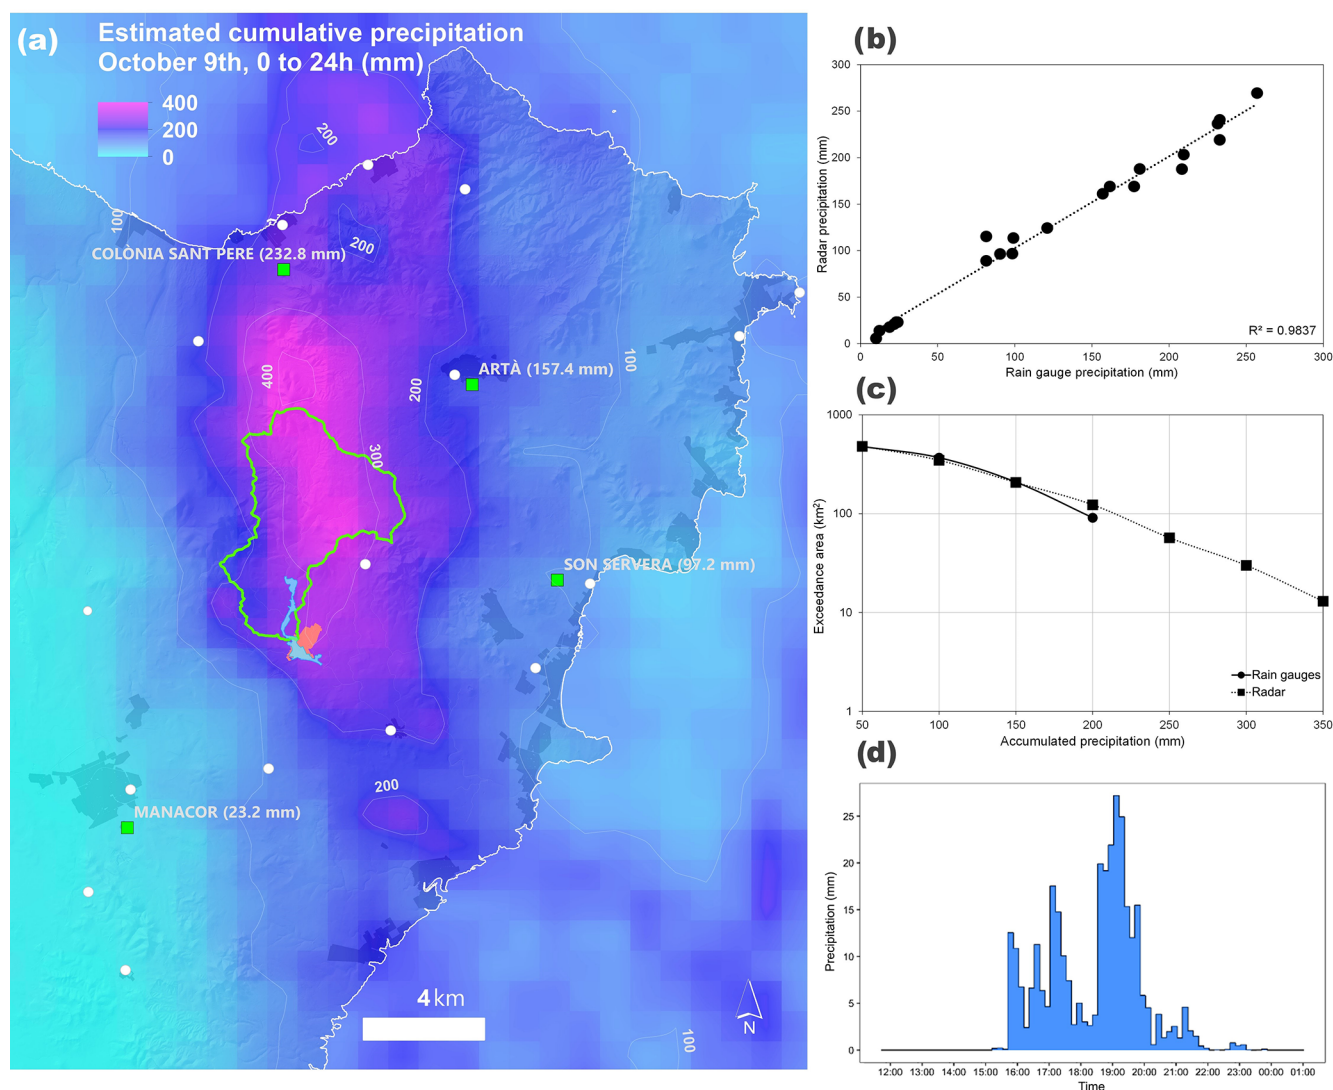 (a)
Estimated cumulative precipitation
October 9th, 0 to 24h (mm)
400
200
0
200
100
200
COLÒNIA SANT PERE (232.8 mm)
400
200
100
ARTÀ (157.4 mm)
300
SON SERVERA (97.2 mm)
200
MANACOR (23.2 mm)
4 km
N
100
(b)
Radar precipitation (mm)
300
250
200
150
100
50
0
0
50
100
150
200
250
300
R² = 0.9837
Rain gauge precipitation (mm)
(c)
Exceedance area (km²)
1000
100
10
1
50
100
150
200
250
300
350
Rain gauges
Radar
Accumulated precipitation (mm)
(d)
Precipitation (mm)
25
20
15
10
5
0
12:00
13:00
14:00
15:00
16:00
17:00
18:00
19:00
20:00
21:00
22:00
23:00
00:00
01:00
Time